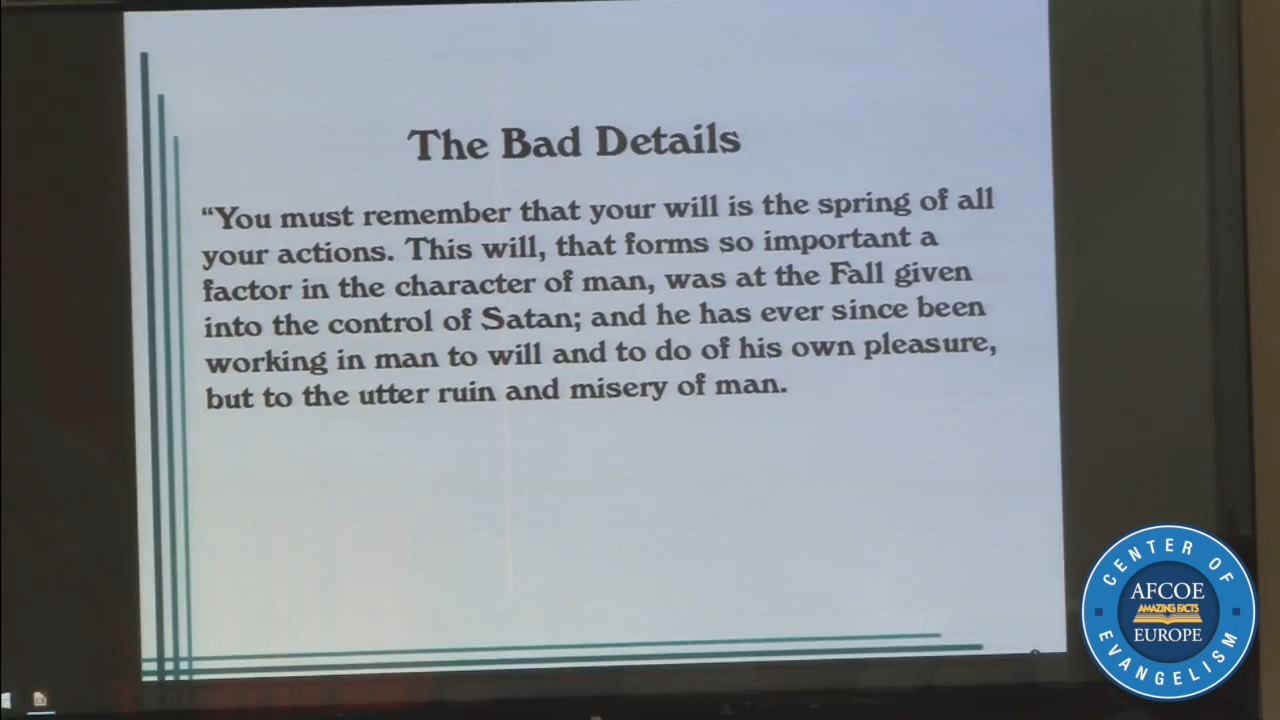 The Bad Details
“You must remember that your will is the spring of all
your actions. This will, that forms so important a
factor in the character of man, was at the Fall given
into the control of Satan; and he has ever since been
working in man to will and to do of his own pleasure,
but to the utter ruin and misery of man.
CENTER OF
AFCOE
AMAZING FACTS
EUROPE
EVANGELISM